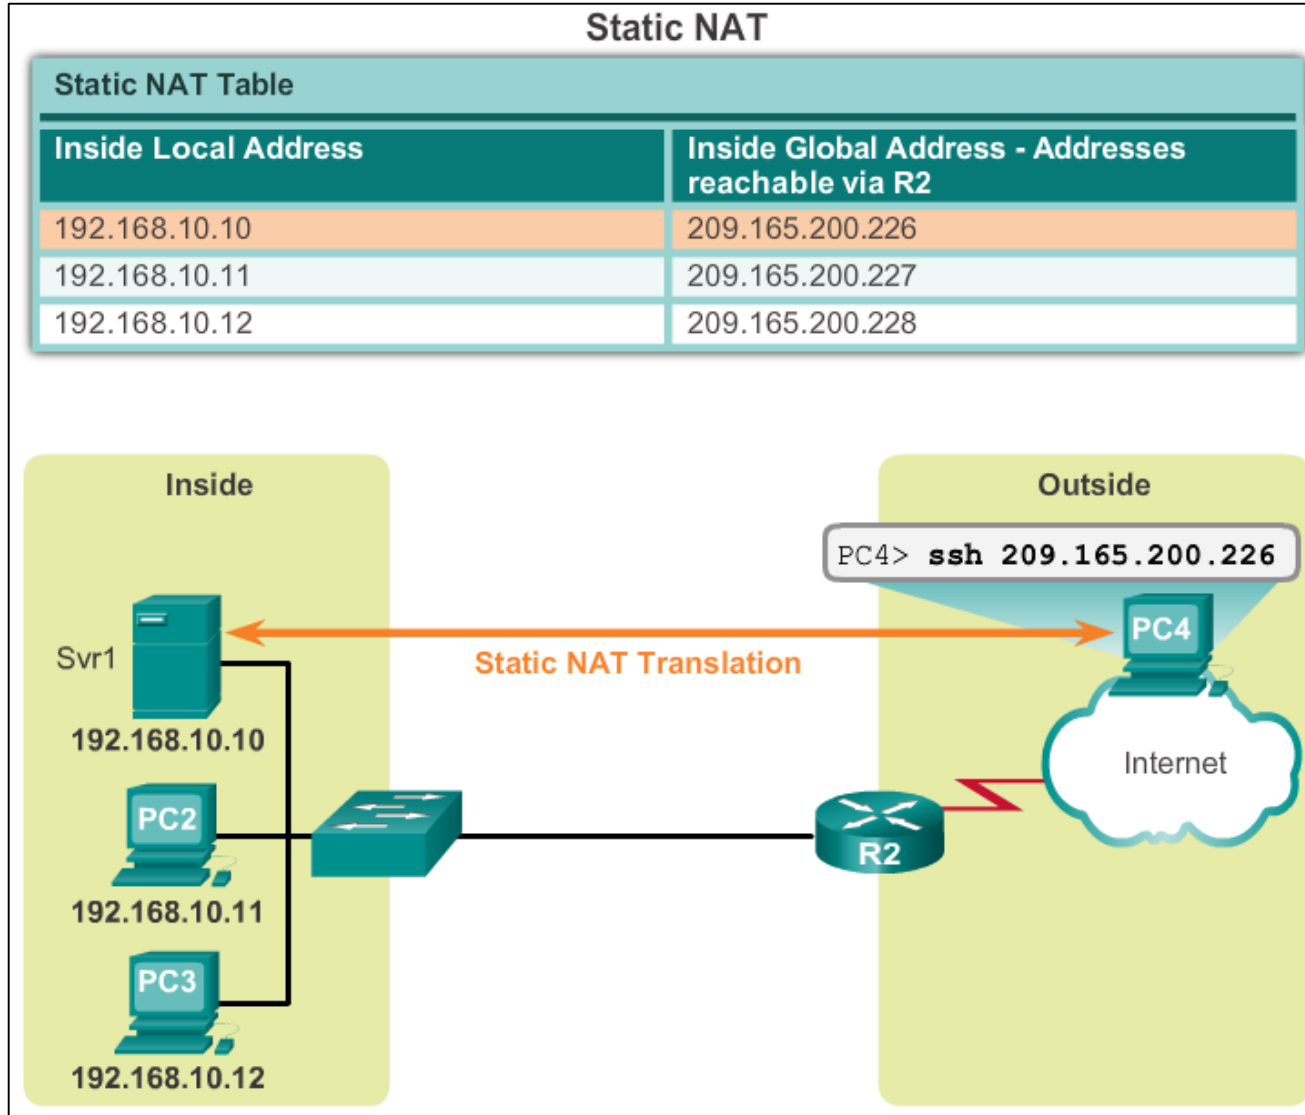 Static NAT
Static NAT Table
Inside Local Address
Inside Global Address - Addresses
reachable via R2
192.168.10.10
209.165.200.226
192.168.10.11
209.165.200.227
192.168.10.12
209.165.200.228
Inside
Outside
PC4> ssh 209.165.200.226
Svr1
PC4
Static NAT Translation
192.168.10.10
Internet
PC2
R2
192.168.10.11
PC3
192.168.10.12